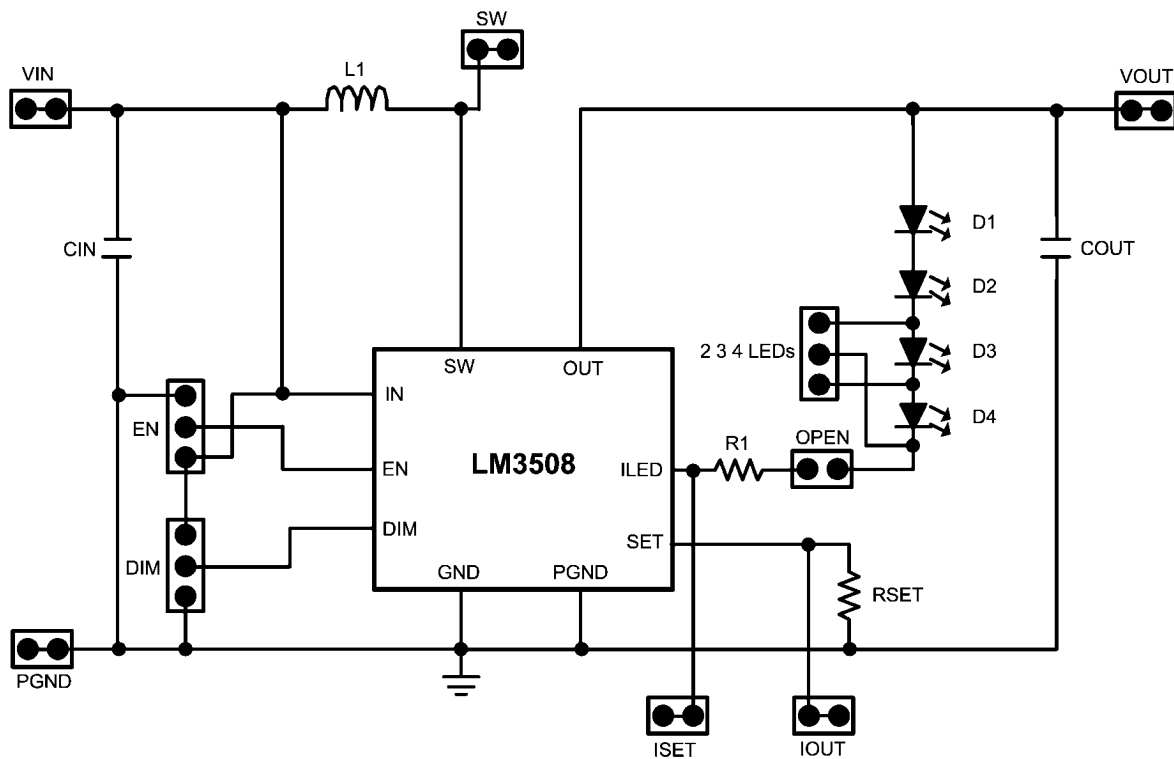 SW
VIN
L1
VOUT
D1
CIN
COUT
D2
2 3 4 LEDs
D3
SW
OUT
IN
D4
EN
R1
OPEN
EN
LM3508
ILED
DIM
SET
DIM
GND
PGND
RSET
PGND
ISET
IOUT